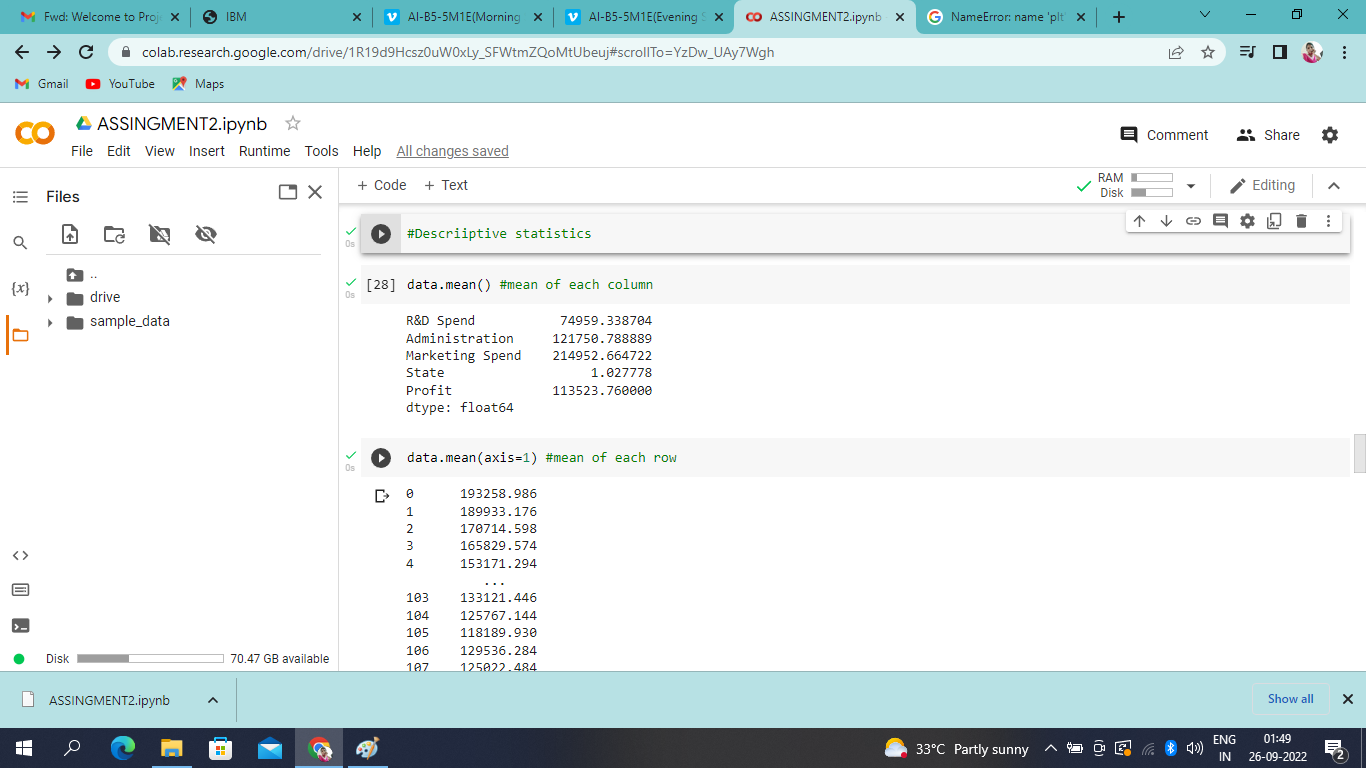 Fwd: Welcome to Proj
IBM
AI-B5-5M1E(Morning
AI-B5-5M1E(Evening S
ASSINGMENT2.ipynb
NameError: name 'plt'
colab.research.google.com/drive/1R19d9Hcsz0uW0xLy_SFWtmZQoMtUbeuj#scrollTo=YzDw_UAy7Wgh
Gmail
YouTube
Maps
ASSINGMENT2.ipynb
File Edit View Insert Runtime Tools Help All changes saved
Comment
Share
Files
+ Code + Text
RAM
Disk
Editing
{x}
..
drive
sample_data
0s
#Descriiptive statistics
0s
[28] data.mean() #mean of each column
R&D Spend 74959.338704
Administration 121750.788889
Marketing Spend 214952.664722
State 1.027778
Profit 113523.760000
dtype: float64
0s
data.mean(axis=1) #mean of each row
0 193258.986
1 189933.176
2 170714.598
3 165829.574
4 153171.294
...
103 133121.446
104 125767.144
105 118189.930
106 129536.284
107 125022.484
Disk 70.47 GB available
ASSINGMENT2.ipynb
Show all
33°C Partly sunny
ENG
IN
01:49
26-09-2022
2